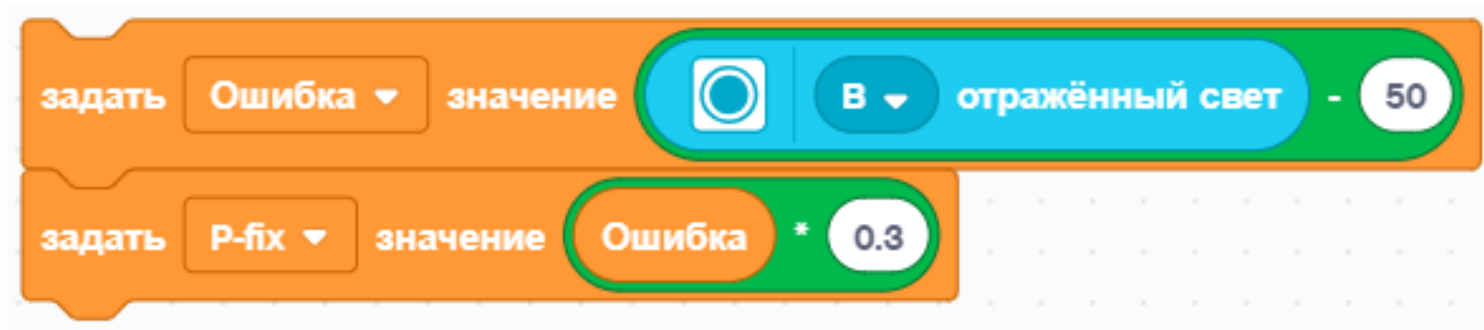 задать Ошибка значение B отражённый свет - 50
задать P-fix значение Ошибка * 0.3